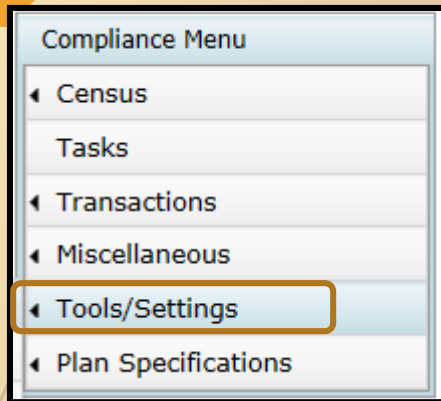 Compliance Menu
Census
Tasks
Transactions
Miscellaneous
Tools/Settings
Plan Specifications